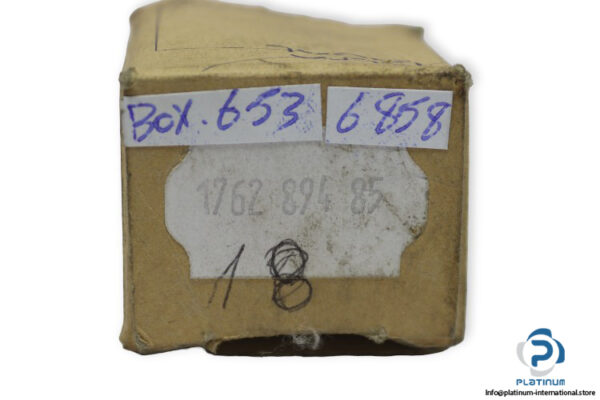 Box.653 6858
1762 894 85
18
PLATINUM
Info@platinum-international.store